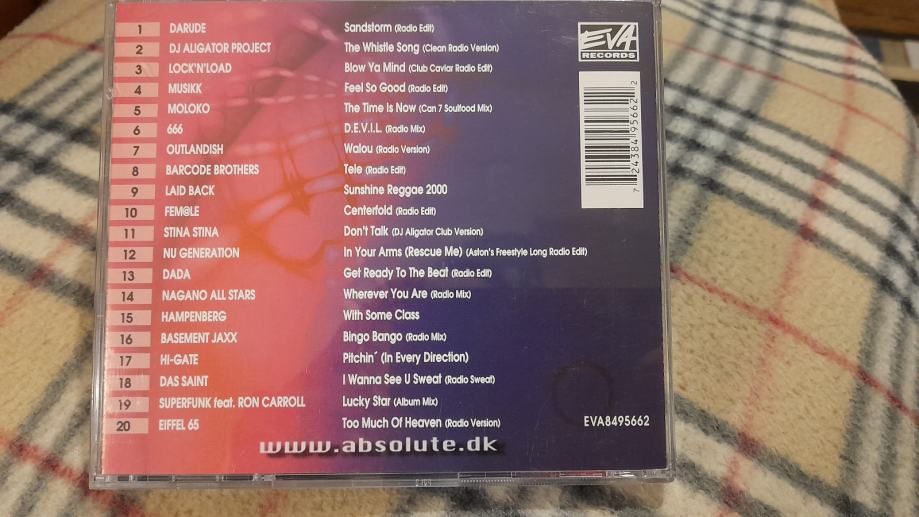 1 DARUDE Sandstorm (Radio Edit)
2 DJ ALIGATOR PROJECT The Whistle Song (Clean Radio Version)
3 LOCK'N'LOAD Blow Ya Mind (Club Caviar Radio Edit)
4 MUSIKK Feel So Good (Radio Edit)
5 MOLOKO The Time Is Now (Can 7 Soulfood Mix)
6 666 D.E.V.I.L. (Radio Mix)
7 OUTLANDISH Walou (Radio Version)
8 BARCODE BROTHERS Tele (Radio Edit)
9 LAID BACK Sunshine Reggae 2000
10 FEM@LE Centerfold (Radio Edit)
11 STINA STINA Don't Talk (DJ Aligator Club Version)
12 NU GENERATION In Your Arms (Rescue Me) (Aston's Freestyle Long Radio Edit)
13 DADA Get Ready To The Beat (Radio Edit)
14 NAGANO ALL STARS Wherever You Are (Radio Mix)
15 HAMPENBERG With Some Class
16 BASEMENT JAXX Bingo Bango (Radio Mix)
17 HI-GATE Pitchin´ (In Every Direction)
18 DAS SAINT I Wanna See U Sweat (Radio Sweat)
19 SUPERFUNK feat. RON CARROLL Lucky Star (Album Mix)
20 EIFFEL 65 Too Much Of Heaven (Radio Version)
www.absolute.dk
EVA
RECORDS
7 24384 95662 2
EVA8495662